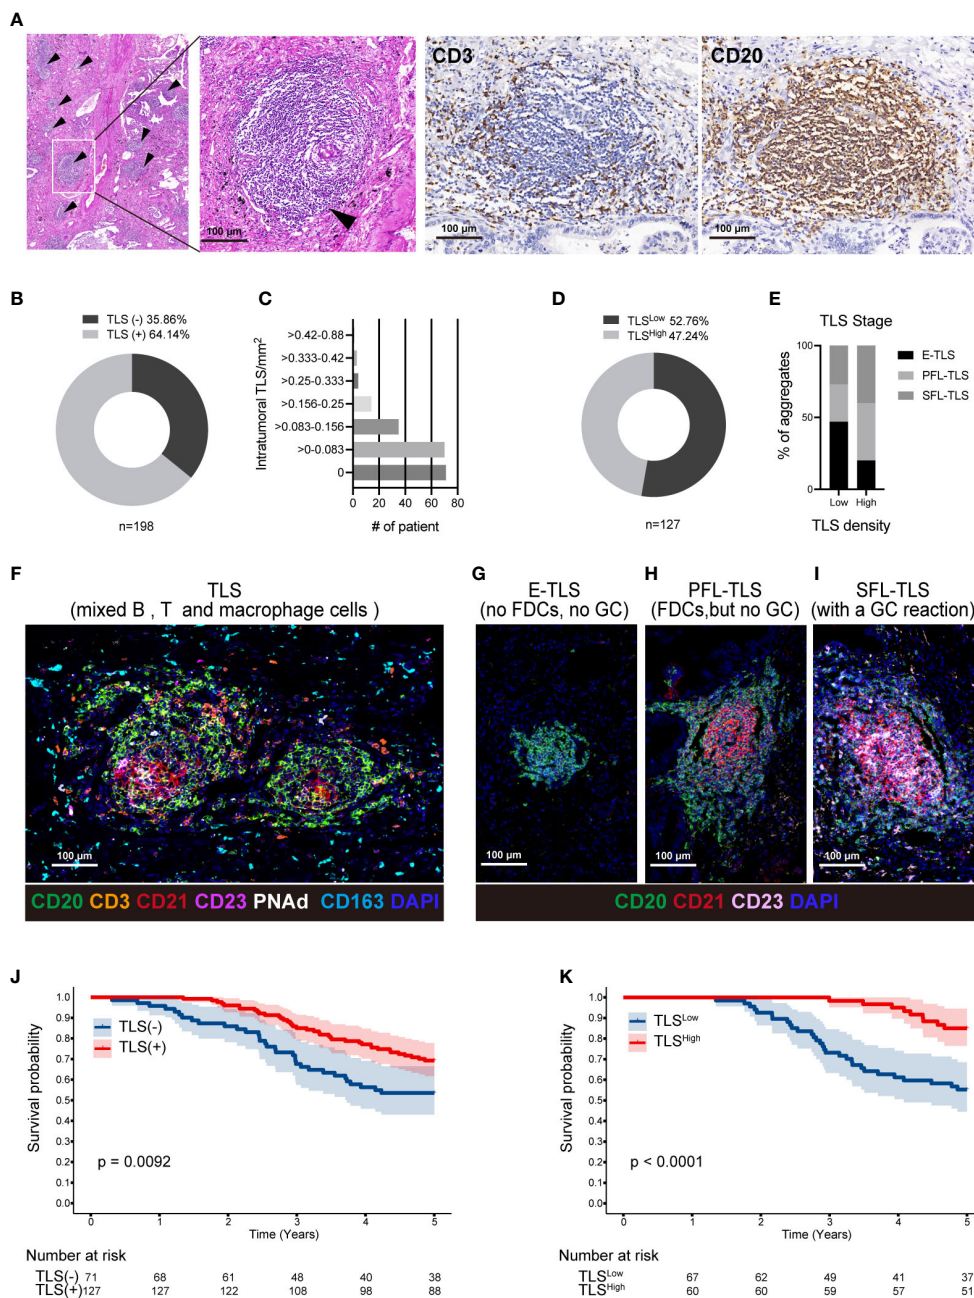 A
CD3
CD20
100 µm
100 µm
100 µm
B
TLS (-) 35.86%
TLS (+) 64.14%
n=198
C
Intratumoral TLS/mm²
>0.42-0.88
>0.333-0.42
>0.25-0.333
>0.156-0.25
>0.083-0.156
>0-0.083
0
0 20 40 60 80
# of patient
D
TLSLow 52.76%
TLSHigh 47.24%
n=127
E
TLS Stage
% of aggregates
100
50
0
Low High
TLS density
E-TLS
PFL-TLS
SFL-TLS
F
TLS
(mixed B , T and macrophage cells )
100 µm
CD20 CD3 CD21 CD23 PNAd CD163 DAPI
G
E-TLS
(no FDCs, no GC)
100 µm
H
PFL-TLS
(FDCs,but no GC)
100 µm
I
SFL-TLS
(with a GC reaction)
100 µm
CD20 CD21 CD23 DAPI
J
Survival probability
1.0
0.9
0.8
0.7
0.6
0.5
0.4
0.3
0.2
0.1
0.0
TLS(-)
TLS(+)
p = 0.0092
0 1 2 3 4 5
Time (Years)
Number at risk
TLS(-) 71 68 61 48 40 38
TLS(+) 127 127 122 108 98 88
K
Survival probability
1.0
0.9
0.8
0.7
0.6
0.5
0.4
0.3
0.2
0.1
0.0
TLSLow
TLSHigh
p < 0.0001
0 1 2 3 4 5
Time (Years)
Number at risk
TLSLow 67 62 49 41 37
TLSHigh 60 60 59 57 51